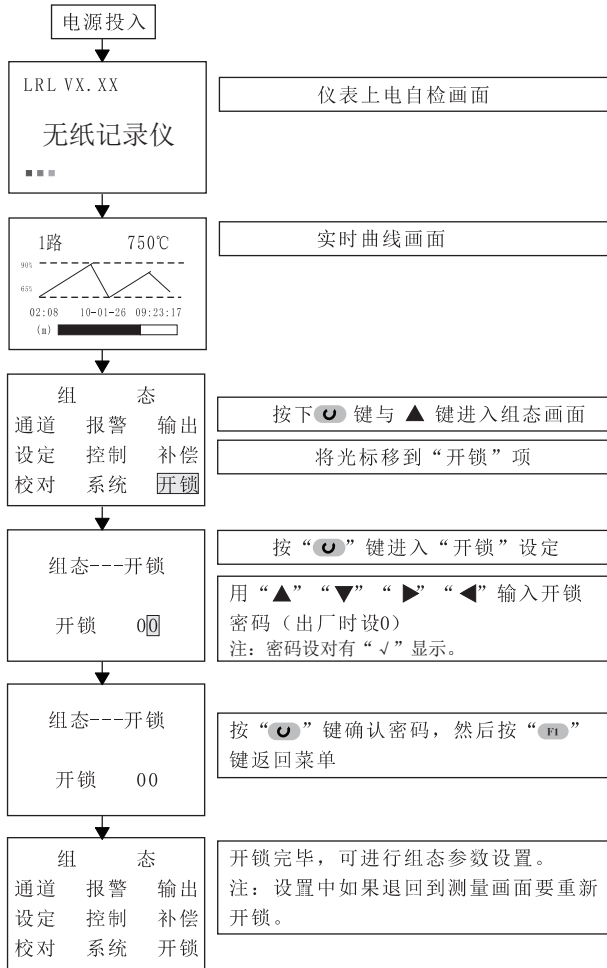 电源投入
LRL VX.XX
无纸记录仪
仪表上电自检画面
1路 750℃
90%
65%
02:08 10-01-26 09:23:17
(m)
实时曲线画面
组 态
通道 报警 输出
设定 控制 补偿
校对 系统 开锁
按下 键与 ▲ 键进入组态画面
将光标移到“开锁”项
组态---开锁
开锁 00
按“ ”键进入“开锁”设定
用“▲”“▼”“▶”“◀”输入开锁
密码（出厂时设0）
注：密码设对有“√”显示。
组态---开锁
开锁 00
按“ ”键确认密码，然后按“F1”
键返回菜单
组 态
通道 报警 输出
设定 控制 补偿
校对 系统 开锁
开锁完毕，可进行组态参数设置。
注：设置中如果退回到测量画面要重新
开锁。